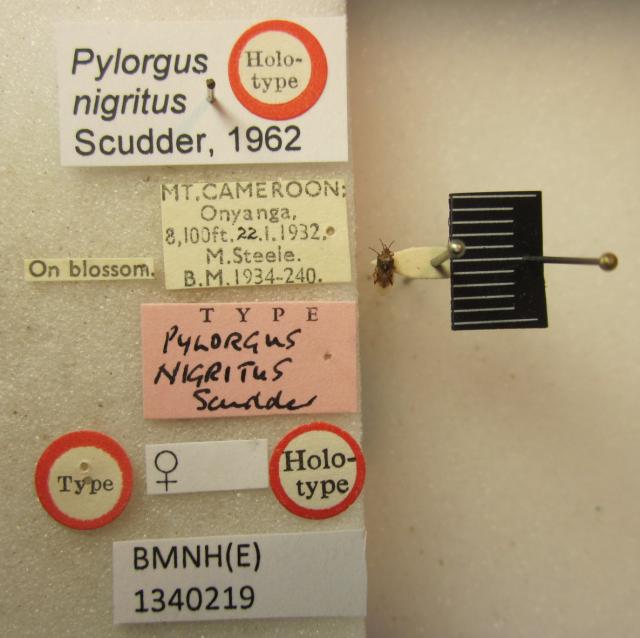 Pylorgus
nigritus
Scudder, 1962
Holo-
type
MT. CAMEROON:
Onyanga,
8,100ft. 22.1.1932.
M. Steele.
B.M. 1934-240.
On blossom.
TYPE
PYLORGUS
NIGRITUS
Scudder
Type
♀
Holo-
type
BMNH(E)
1340219